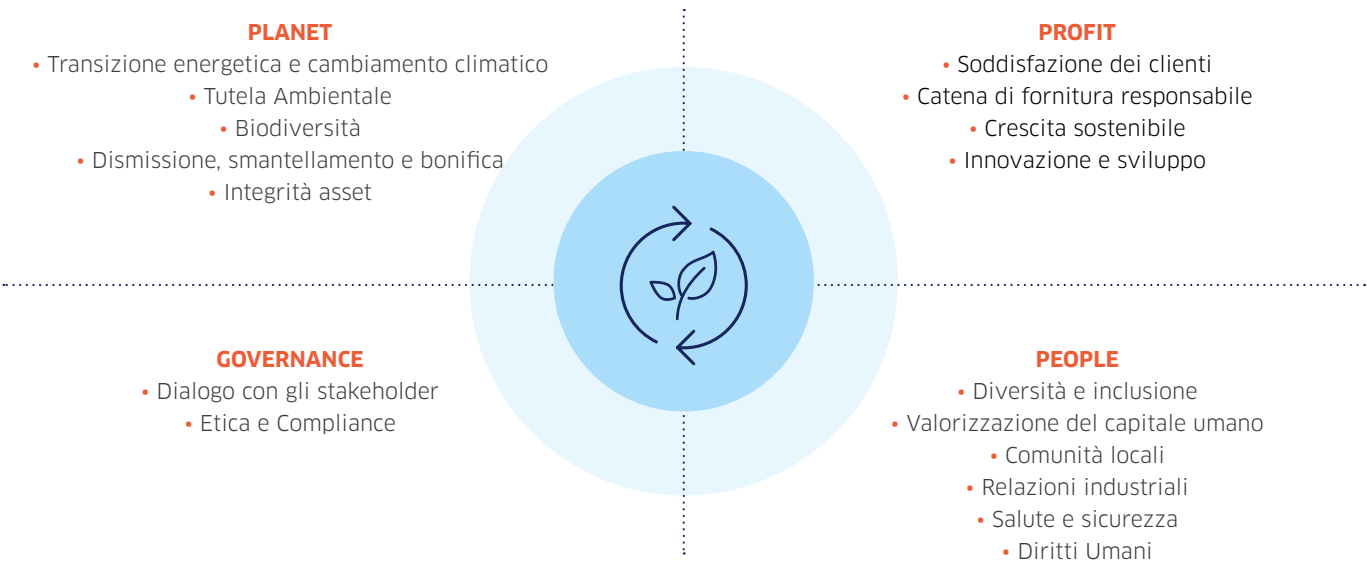 PLANET
• Transizione energetica e cambiamento climatico
• Tutela Ambientale
• Biodiversità
• Dismissione, smantellamento e bonifica
• Integrità asset
PROFIT
• Soddisfazione dei clienti
• Catena di fornitura responsabile
• Crescita sostenibile
• Innovazione e sviluppo
GOVERNANCE
• Dialogo con gli stakeholder
• Etica e Compliance
PEOPLE
• Diversità e inclusione
• Valorizzazione del capitale umano
• Comunità locali
• Relazioni industriali
• Salute e sicurezza
• Diritti Umani